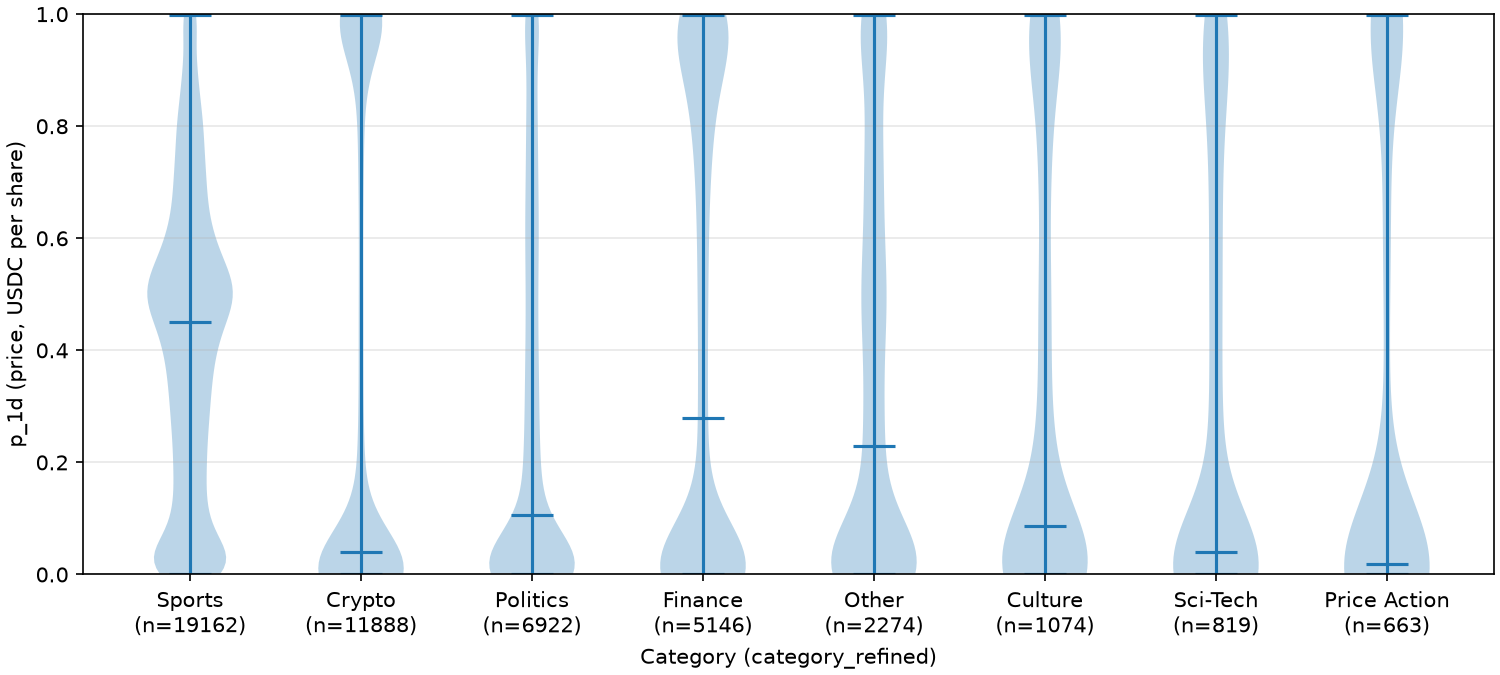 1.0
0.8
0.6
0.4
0.2
0.0
p_1d (price, USDC per share)
Sports Crypto Politics Finance Other Culture Sci-Tech Price Action
(n=19162) (n=11888) (n=6922) (n=5146) (n=2274) (n=1074) (n=819) (n=663)
Category (category_refined)